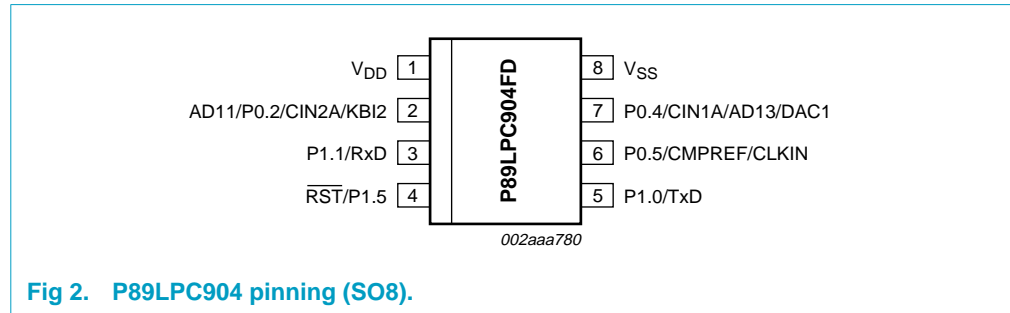 V_DD 1
8 V_SS
AD11/P0.2/CIN2A/KBI2 2
7 P0.4/CIN1A/AD13/DAC1
P1.1/RxD 3
6 P0.5/CMPREF/CLKIN
R̅S̅T̅/P1.5 4
5 P1.0/TxD
P89LPC904FD
002aaa780
Fig 2. P89LPC904 pinning (SO8).